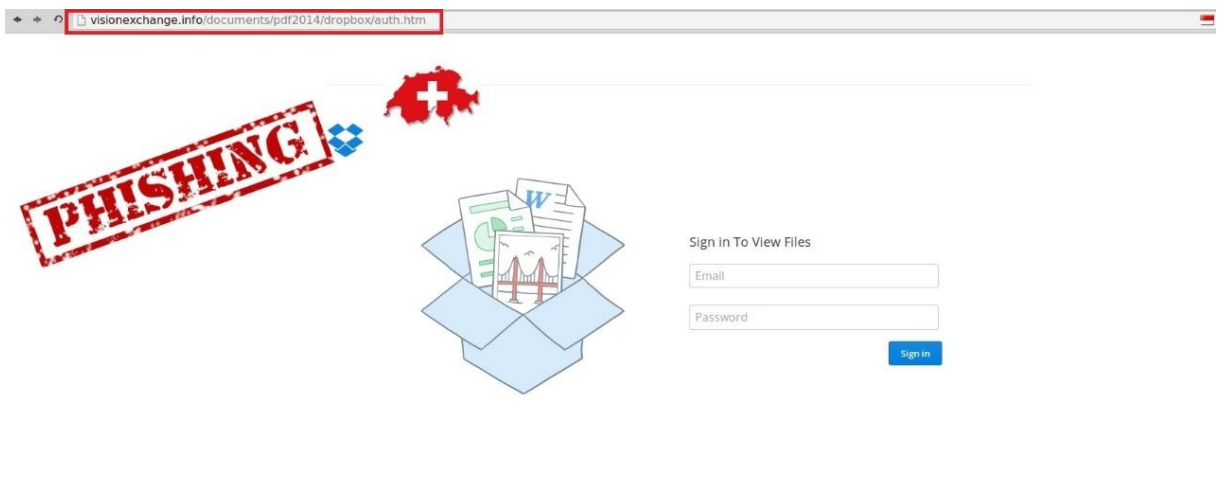 visionexchange.info/documents/pdf2014/dropbox/auth.htm
PHISHING
W
Sign in To View Files
Email
Password
Sign in